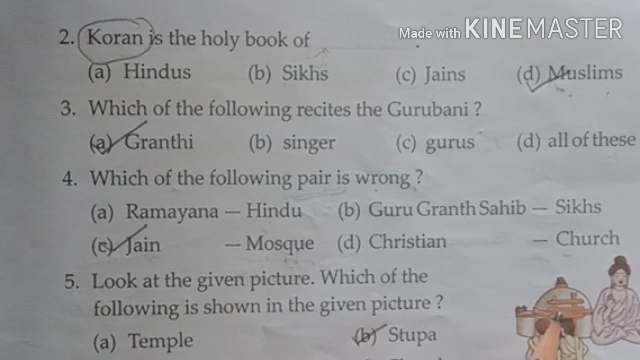 Made with KINEMASTER
2. Koran is the holy book of
(a) Hindus (b) Sikhs (c) Jains (d) Muslims
3. Which of the following recites the Gurubani ?
(a) Granthi (b) singer (c) gurus (d) all of these
4. Which of the following pair is wrong ?
(a) Ramayana — Hindu (b) Guru Granth Sahib — Sikhs
(c) Jain — Mosque (d) Christian — Church
5. Look at the given picture. Which of the
following is shown in the given picture ?
(a) Temple (b) Stupa